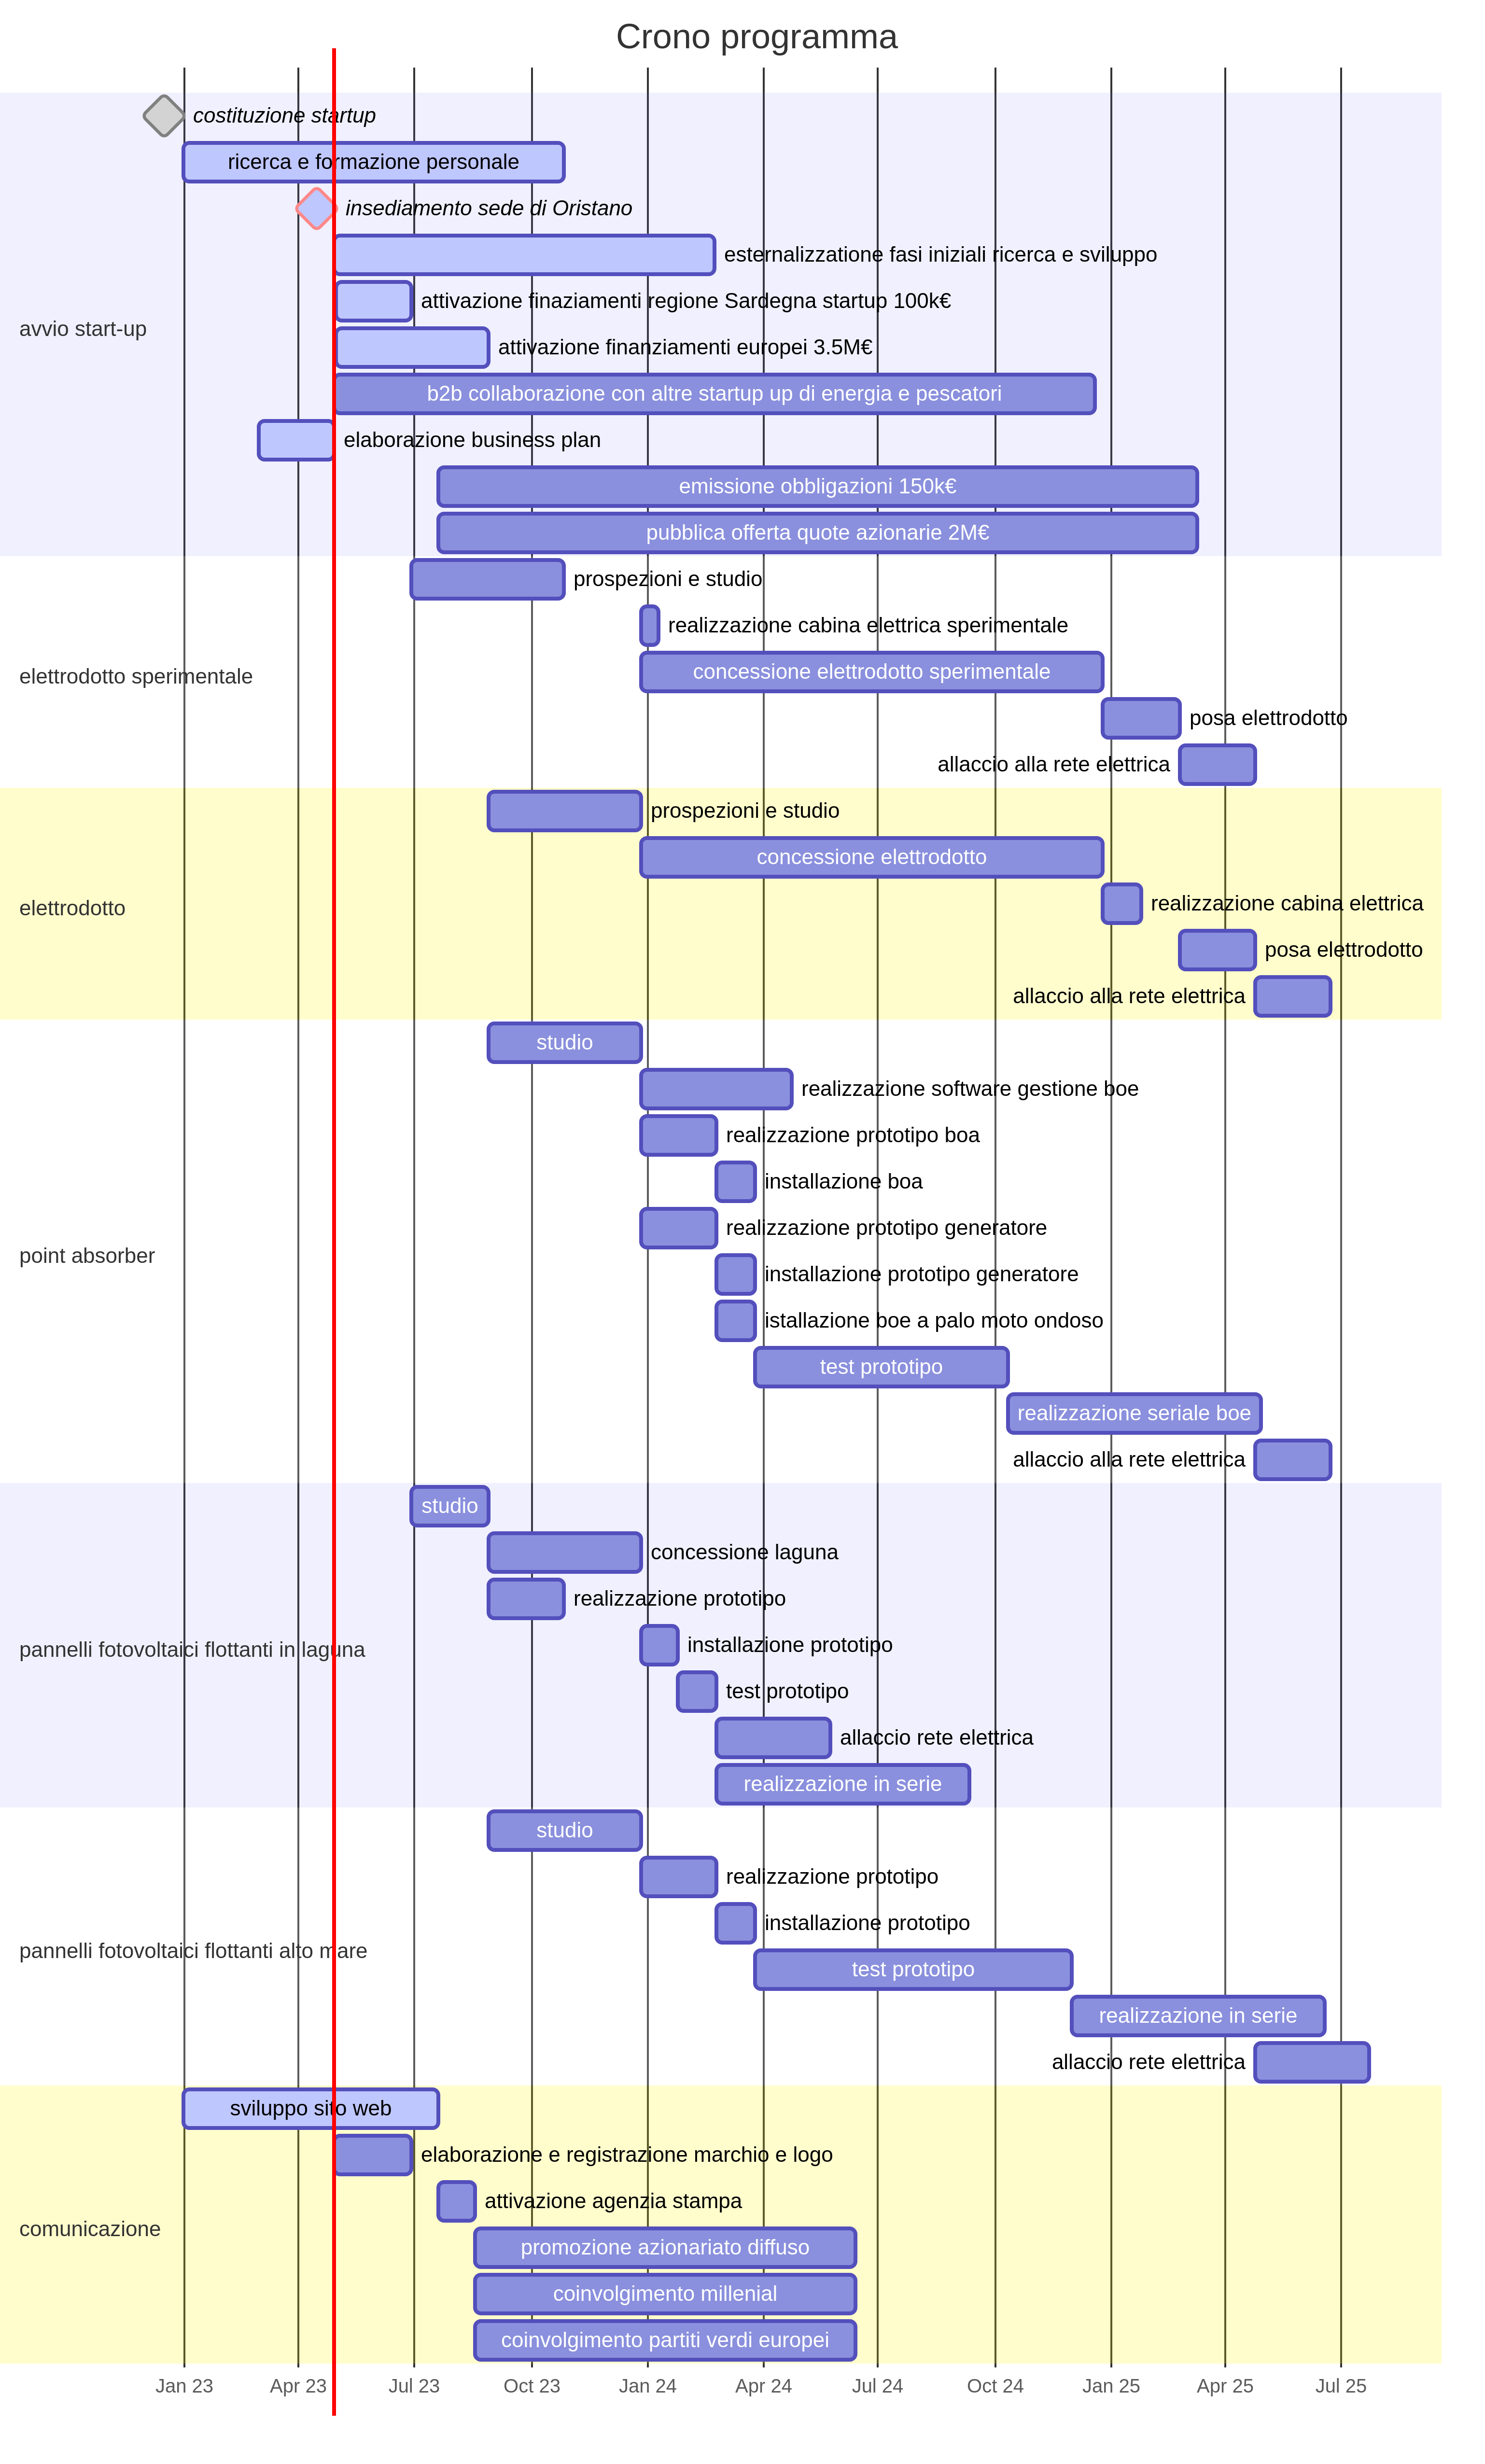 Crono programma
costituzione startup
ricerca e formazione personale
insediamento sede di Oristano
esternalizzatione fasi iniziali ricerca e sviluppo
attivazione finaziamenti regione Sardegna startup 100k€
avvio start-up
attivazione finanziamenti europei 3.5M€
b2b collaborazione con altre startup up di energia e pescatori
elaborazione business plan
emissione obbligazioni 150k€
pubblica offerta quote azionarie 2M€
prospezioni e studio
realizzazione cabina elettrica sperimentale
elettrodotto sperimentale
concessione elettrodotto sperimentale
posa elettrodotto
allaccio alla rete elettrica
prospezioni e studio
concessione elettrodotto
elettrodotto
realizzazione cabina elettrica
posa elettrodotto
allaccio alla rete elettrica
studio
realizzazione software gestione boe
realizzazione prototipo boa
installazione boa
realizzazione prototipo generatore
point absorber
installazione prototipo generatore
istallazione boe a palo moto ondoso
test prototipo
realizzazione seriale boe
allaccio alla rete elettrica
studio
concessione laguna
realizzazione prototipo
pannelli fotovoltaici flottanti in laguna
installazione prototipo
test prototipo
allaccio rete elettrica
realizzazione in serie
studio
realizzazione prototipo
installazione prototipo
pannelli fotovoltaici flottanti alto mare
test prototipo
realizzazione in serie
allaccio rete elettrica
sviluppo sito web
elaborazione e registrazione marchio e logo
attivazione agenzia stampa
comunicazione
promozione azionariato diffuso
coinvolgimento millenial
coinvolgimento partiti verdi europei
Jan 23 Apr 23 Jul 23 Oct 23 Jan 24 Apr 24 Jul 24 Oct 24 Jan 25 Apr 25 Jul 25